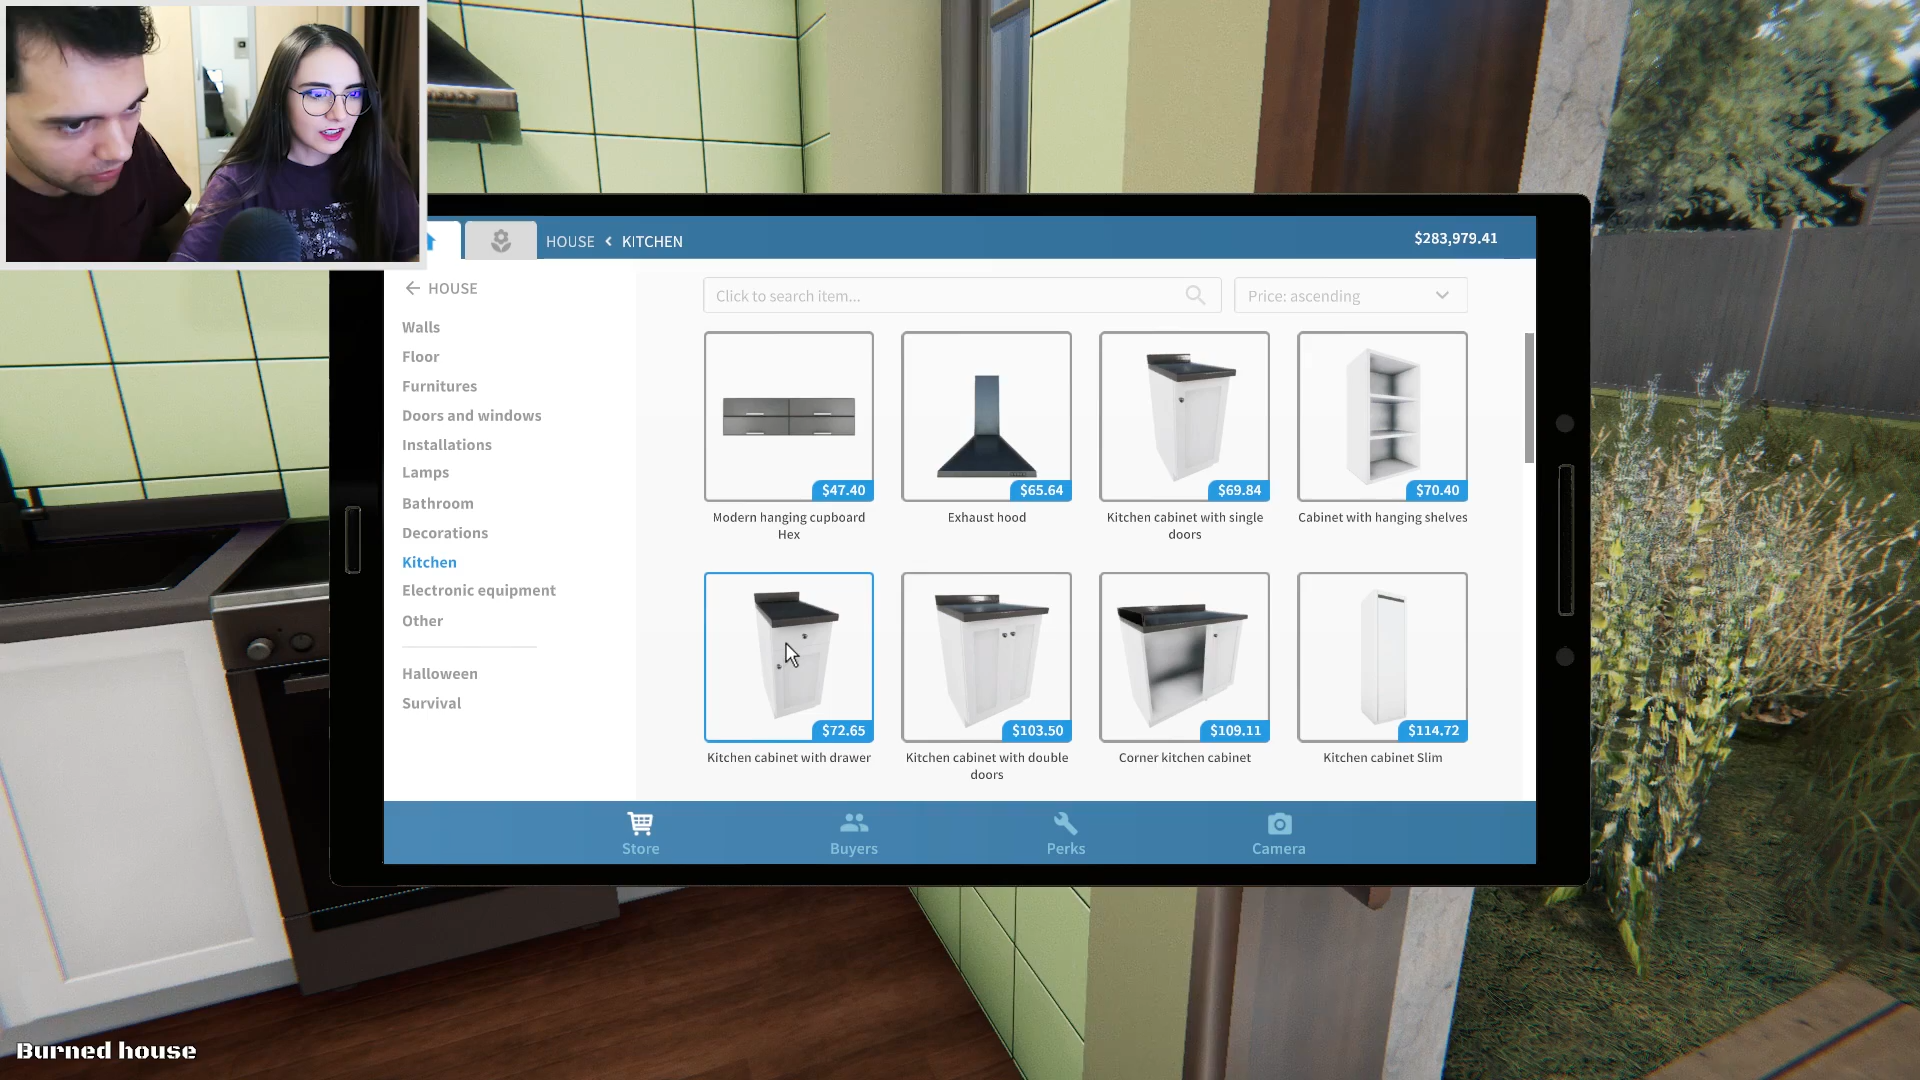 HOUSE < KITCHEN
$283,979.41
HOUSE
Walls
Floor
Furnitures
Doors and windows
Installations
Lamps
Bathroom
Decorations
Kitchen
Electronic equipment
Other
Halloween
Survival
Click to search item...
Price: ascending
$47.40
Modern hanging cupboard
Hex
$65.64
Exhaust hood
$69.84
Kitchen cabinet with single
doors
$70.40
Cabinet with hanging shelves
$72.65
Kitchen cabinet with drawer
$103.50
Kitchen cabinet with double
doors
$109.11
Corner kitchen cabinet
$114.72
Kitchen cabinet Slim
Store
Buyers
Perks
Camera
Burned house